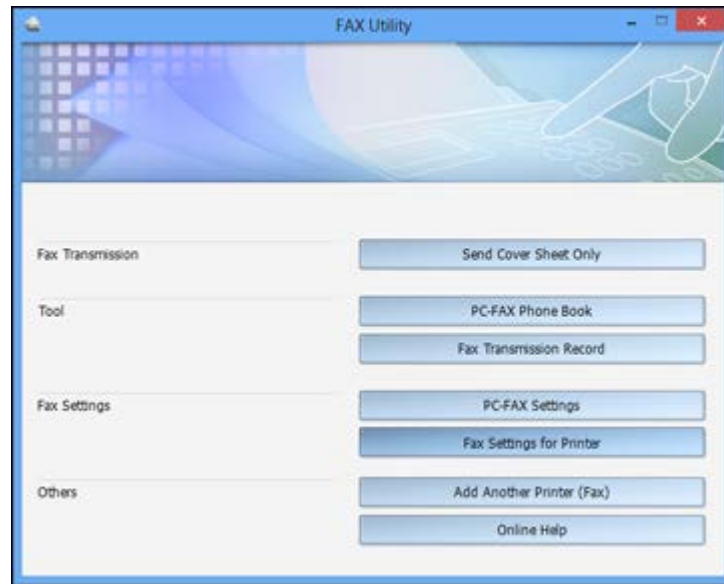 FAX Utility
Fax Transmission
Send Cover Sheet Only
Tool
PC-FAX Phone Book
Fax Transmission Record
Fax Settings
PC-FAX Settings
Fax Settings for Printer
Others
Add Another Printer (Fax)
Online Help